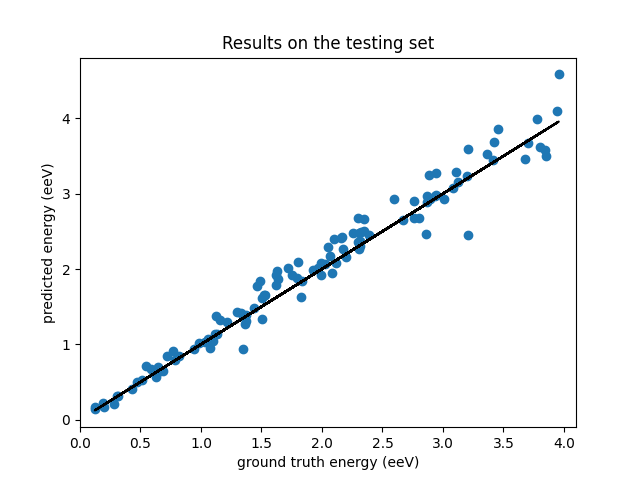 Results on the testing set
4
3
2
1
0
predicted energy (eeV)
0.0 0.5 1.0 1.5 2.0 2.5 3.0 3.5 4.0
ground truth energy (eeV)